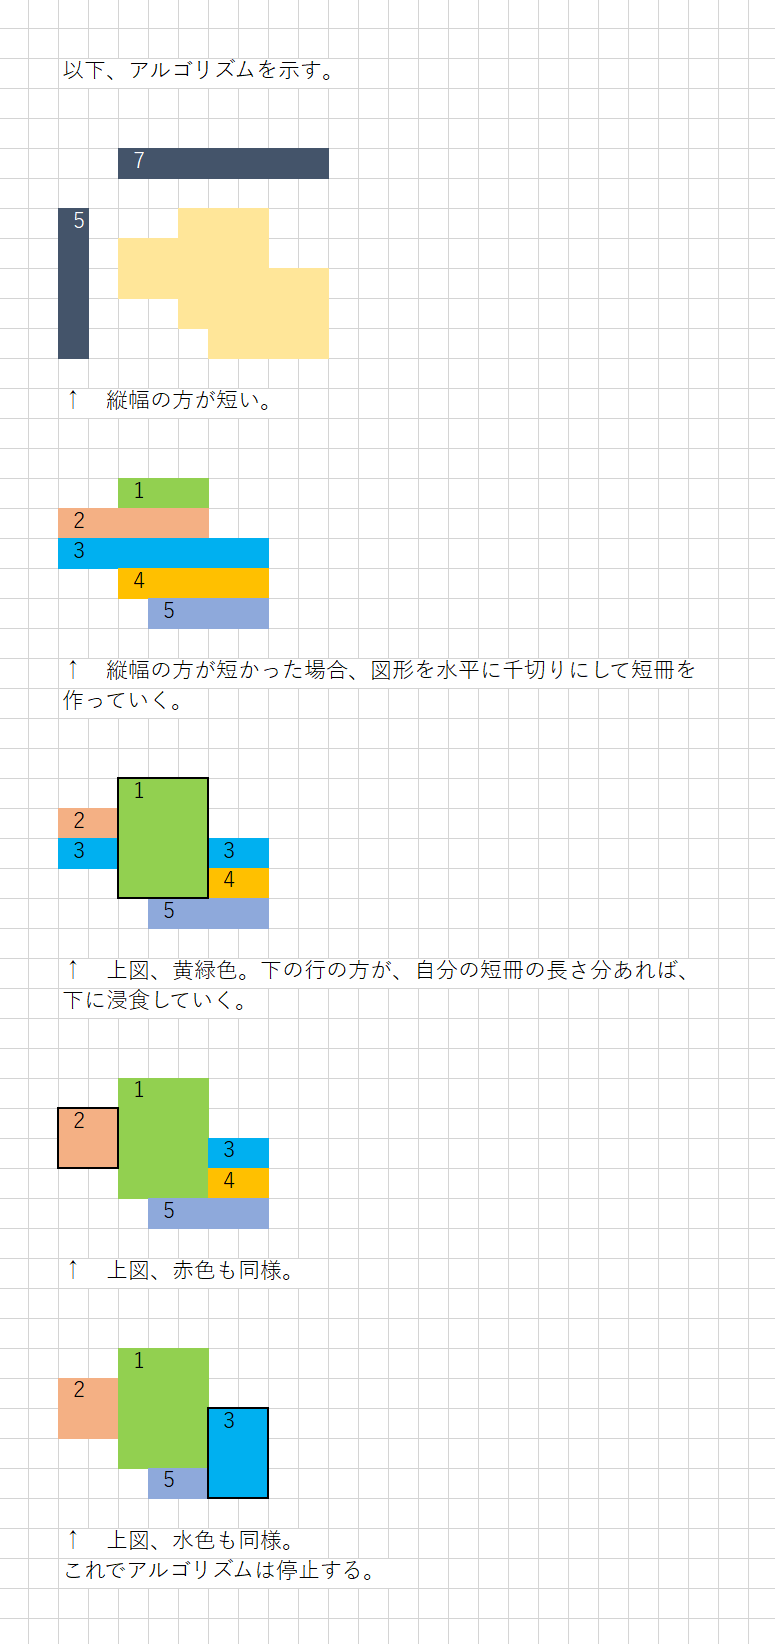 以下、アルゴリズムを示す。
7
5
↑　縦幅の方が短い。
1
2
3
4
5
↑　縦幅の方が短かった場合、図形を水平に千切りにして短冊を
作っていく。
1
2
3 3
4
5
↑　上図、黄緑色。下の行の方が、自分の短冊の長さ分あれば、
下に浸食していく。
1
2
3
4
5
↑　上図、赤色も同様。
1
2
3
5
↑　上図、水色も同様。
これでアルゴリズムは停止する。